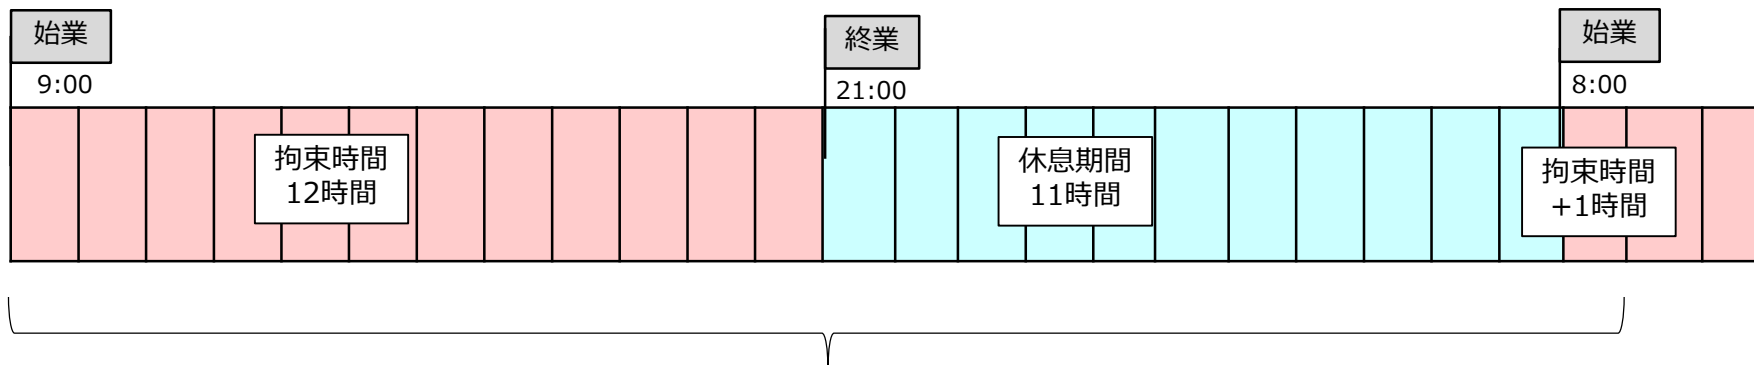 始業
9:00
終業
21:00
始業
8:00
拘束時間
12時間
休息期間
11時間
拘束時間
+1時間